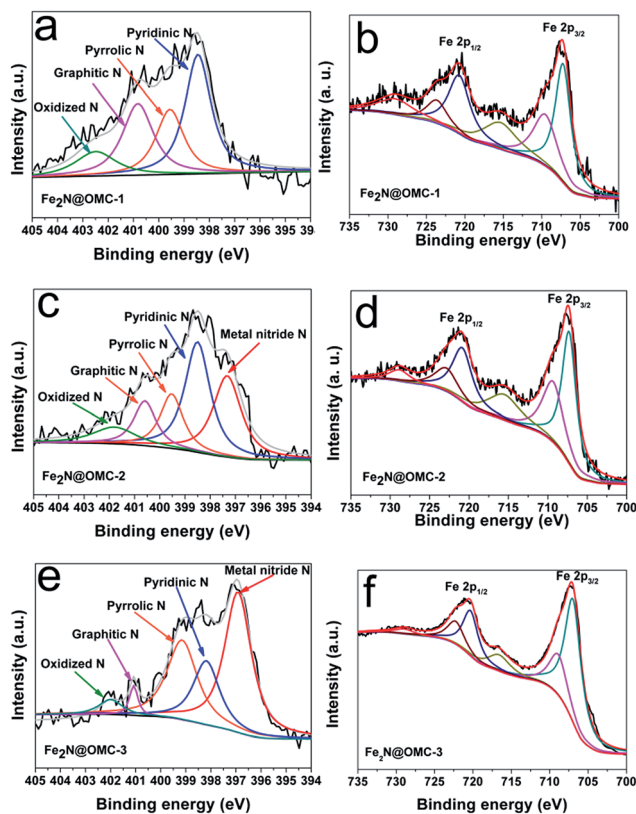 a
Pyridinic N
Pyrrolic N
Graphitic N
Oxidized N
Intensity (a.u.)
Fe2N@OMC-1
405 404 403 402 401 400 399 398 397 396 395 394
Binding energy (eV)
b
Fe 2p1/2
Fe 2p3/2
Intensity (a.u.)
Fe2N@OMC-1
735 730 725 720 715 710 705 700
Binding energy (eV)
c
Pyridinic N
Metal nitride N
Pyrrolic N
Graphitic N
Oxidized N
Intensity (a. u.)
Fe2N@OMC-2
405 404 403 402 401 400 399 398 397 396 395 394
Binding energy (eV)
d
Fe 2p1/2
Fe 2p3/2
Intensity (a. u.)
Fe2N@OMC-2
735 730 725 720 715 710 705 700
Binding energy (eV)
e
Metal nitride N
Pyridinic N
Pyrrolic N
Graphitic N
Oxidized N
Intensity (a.u.)
Fe2N@OMC-3
405 404 403 402 401 400 399 398 397 396 395 394
Binding energy (eV)
f
Fe 2p1/2
Fe 2p3/2
Intensity (a. u.)
Fe2N@OMC-3
735 730 725 720 715 710 705 700
Binding energy (eV)